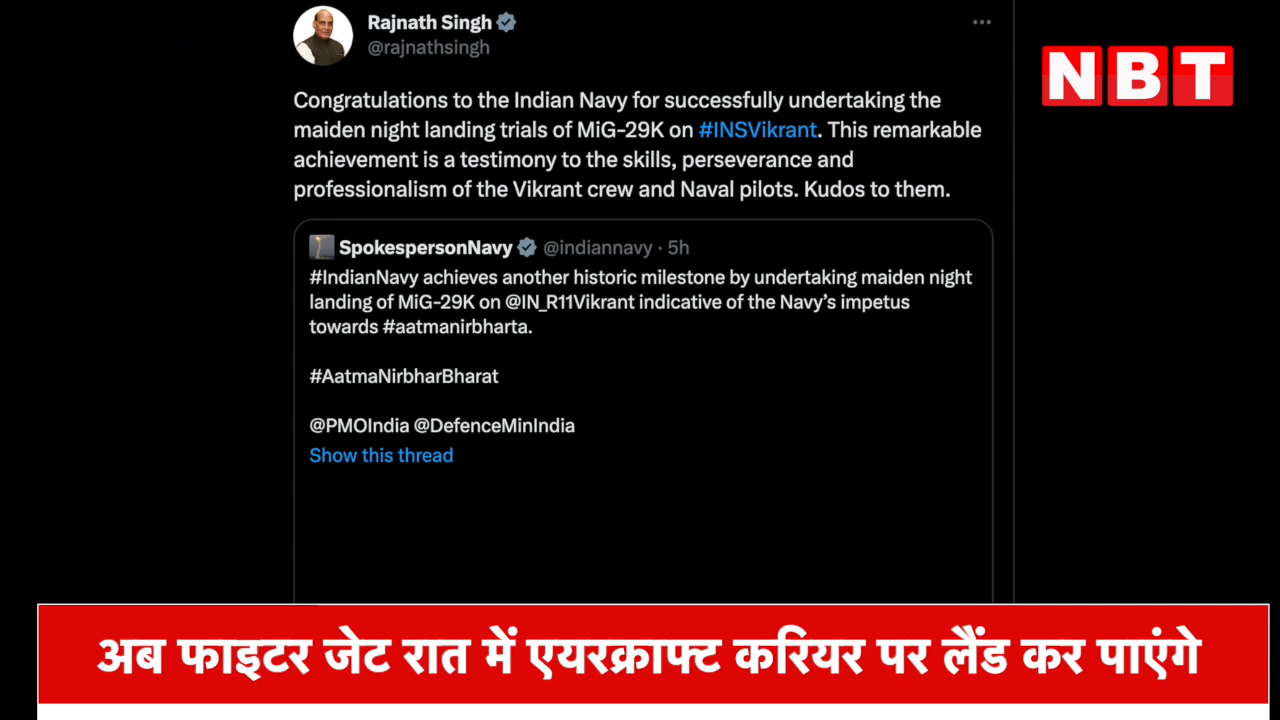 Rajnath Singh
@rajnathsingh
NBT
Congratulations to the Indian Navy for successfully undertaking the
maiden night landing trials of MiG-29K on #INSVikrant. This remarkable
achievement is a testimony to the skills, perseverance and
professionalism of the Vikrant crew and Naval pilots. Kudos to them.
SpokespersonNavy @indiannavy · 5h
#IndianNavy achieves another historic milestone by undertaking maiden night
landing of MiG-29K on @IN_R11Vikrant indicative of the Navy’s impetus
towards #aatmanirbharta.
#AatmaNirbharBharat
@PMOIndia @DefenceMinIndia
Show this thread
अब फाइटर जेट रात में एयरक्राफ्ट करियर पर लैंड कर पाएंगे